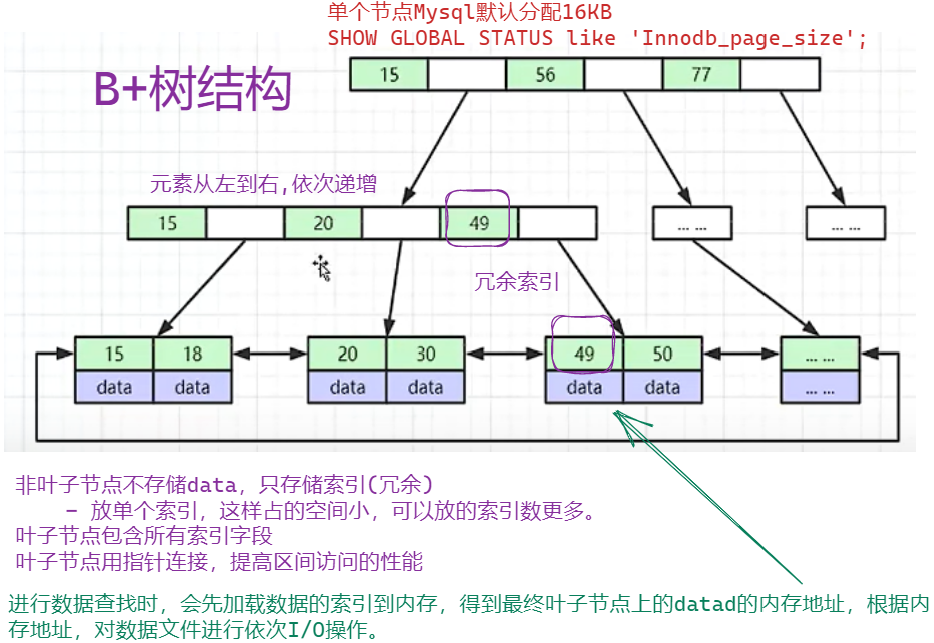 单个节点Mysql默认分配16KB
SHOW GLOBAL STATUS like 'Innodb_page_size';
B+树结构
15 56 77
元素从左到右,依次递增
15 20 49
... ...
... ...
冗余索引
15 18
20 30
49 50
... ...
data data
data data
data data
... ...
非叶子节点不存储data，只存储索引(冗余)
- 放单个索引，这样占的空间小，可以放的索引数更多。
叶子节点包含所有索引字段
叶子节点用指针连接，提高区间访问的性能
进行数据查找时，会先加载数据的索引到内存，得到最终叶子节点上的datad的内存地址，根据内
存地址，对数据文件进行依次I/O操作。